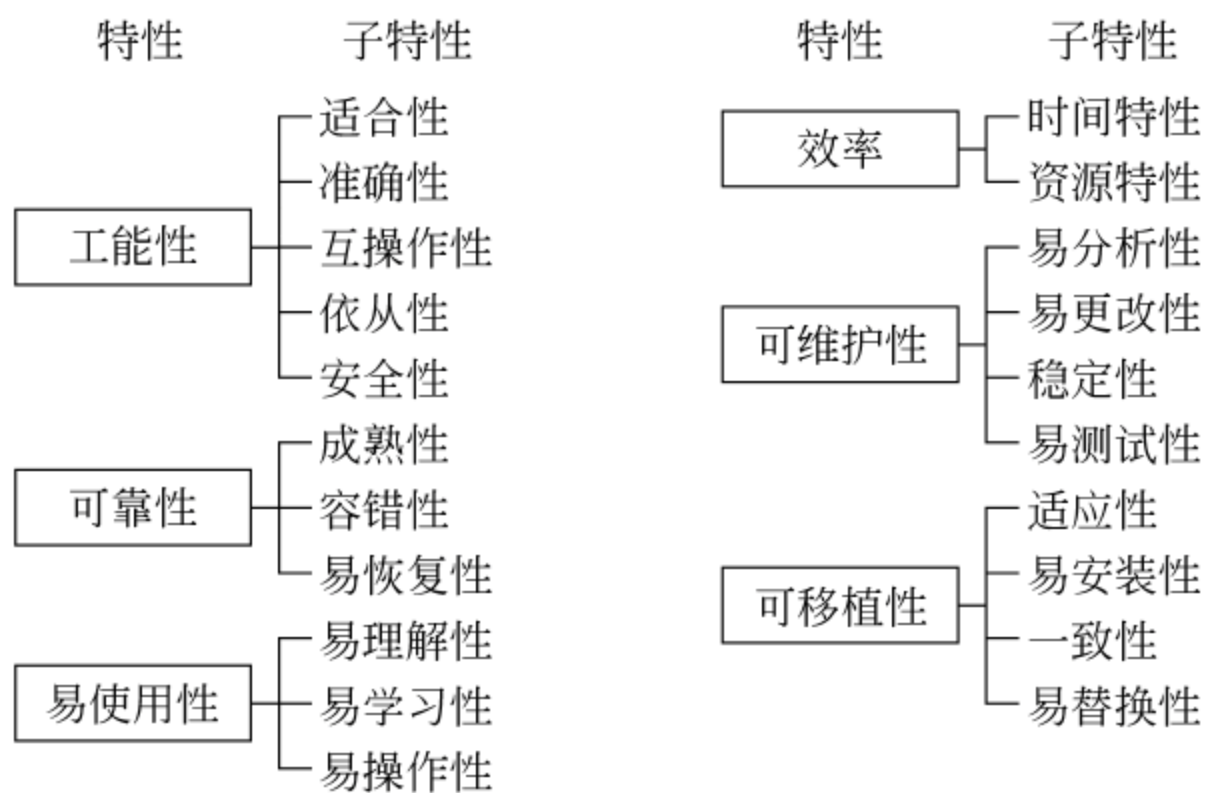 特性 子特性
工能性
适合性
准确性
互操作性
依从性
安全性
可靠性
成熟性
容错性
易恢复性
易使用性
易理解性
易学习性
易操作性
特性 子特性
效率
时间特性
资源特性
可维护性
易分析性
易更改性
稳定性
易测试性
可移植性
适应性
易安装性
一致性
易替换性